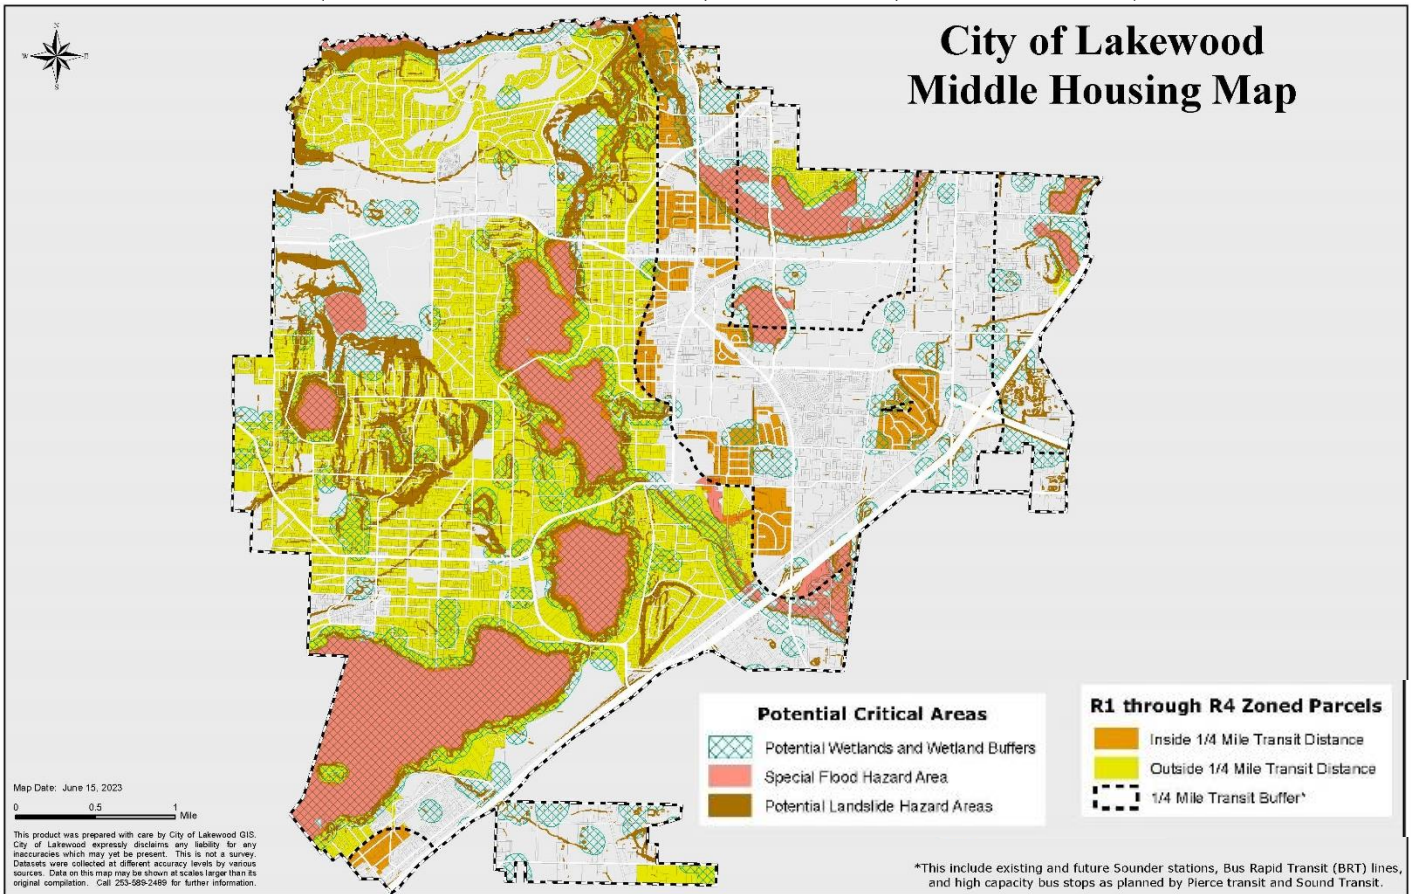 City of Lakewood
Middle Housing Map
N
W
E
S
Potential Critical Areas
Potential Wetlands and Wetland Buffers
Special Flood Hazard Area
Potential Landslide Hazard Areas
R1 through R4 Zoned Parcels
Inside 1/4 Mile Transit Distance
Outside 1/4 Mile Transit Distance
1/4 Mile Transit Buffer*
Map Date: June 15, 2023
0 0.5 1
Mile
This product was prepared with care by City of Lakewood GIS.
City of Lakewood expressly disclaims any liability for any
inaccuracies which may yet be present. This is not a survey.
Datasets were collected at different accuracy levels by various
sources. Data on this map may be shown at scales larger than its
original compilation. Call 253-589-2489 for further information.
*This include existing and future Sounder stations, Bus Rapid Transit (BRT) lines,
and high capacity bus stops as planned by Pierce transit and Sound Transit.